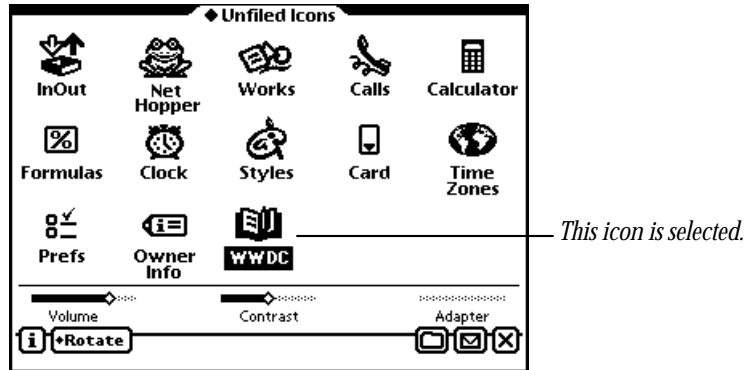 ◆Unfiled Icons
InOut
Net
Hopper
Works
Calls
Calculator
Formulas
Clock
Styles
Card
Time
Zones
Prefs
Owner
Info
WWDC
This icon is selected.
Volume
Contrast
Adapter
i
◆Rotate